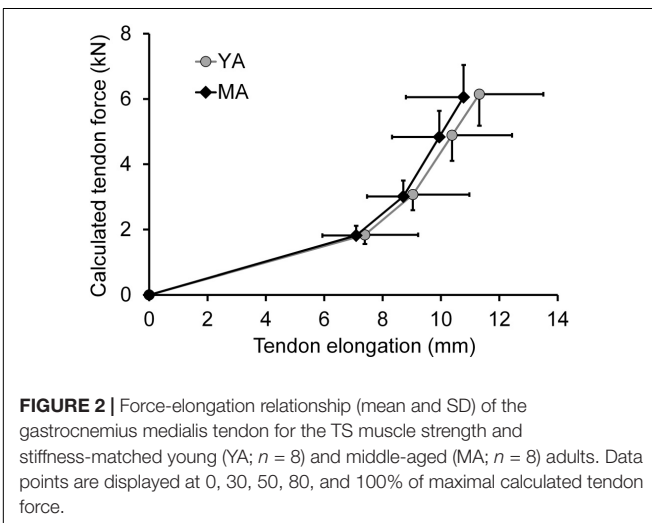 8
YA
MA
6
4
2
0
Calculated tendon force (kN)
0 2 4 6 8 10 12 14
Tendon elongation (mm)
FIGURE 2 | Force-elongation relationship (mean and SD) of the
gastrocnemius medialis tendon for the TS muscle strength and
stiffness-matched young (YA; n = 8) and middle-aged (MA; n = 8) adults. Data
points are displayed at 0, 30, 50, 80, and 100% of maximal calculated tendon
force.